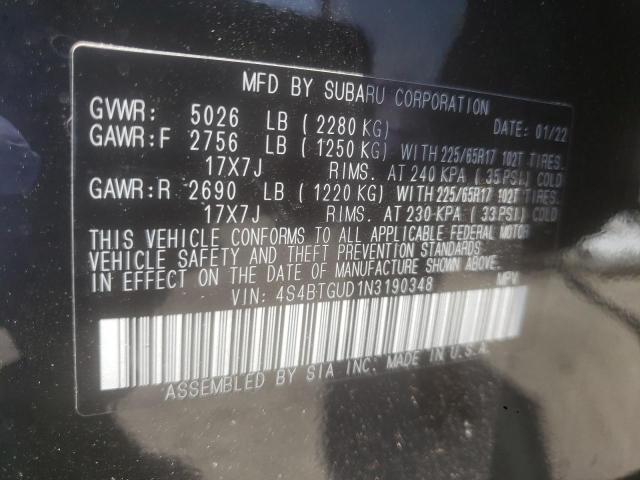 MFD BY SUBARU CORPORATION
GVWR: 5026 LB (2280 KG) DATE: 01/22
GAWR:F 2756 LB (1250 KG) WITH 225/65R17 102T TIRES.
17X7J RIMS. AT 240 KPA (35 PSI) COLD
GAWR:R 2690 LB (1220 KG) WITH 225/65R17 102T TIRES.
17X7J RIMS. AT 230 KPA (33 PSI) COLD
THIS VEHICLE CONFORMS TO ALL APPLICABLE FEDERAL MOTOR
VEHICLE SAFETY AND THEFT PREVENTION STANDARDS
IN EFFECT ON THE DATE OF MANUFACTURE SHOWN ABOVE.
VIN: 4S4BTGUD1N3190348 MPV
ASSEMBLED BY SIA INC. MADE IN U.S.A.